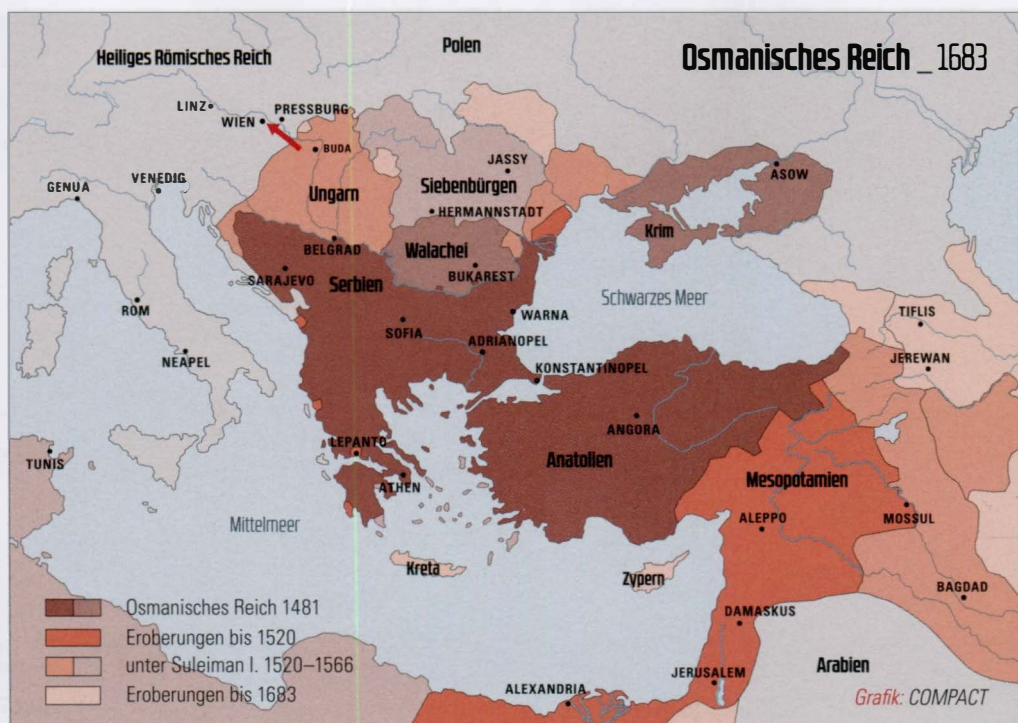 Osmanisches Reich _ 1683
Heiliges Römisches Reich
Polen
LINZ
WIEN
PRESSBURG
BUDA
Ungarn
JASSY
Siebenbürgen
HERMANNSTADT
ASOW
Krim
GENUA
VENEDIG
BELGRAD
Walachei
BUKAREST
SARAJEVO
Serbien
Schwarzes Meer
ROM
SOFIA
WARNA
TIFLIS
NEAPEL
ADRIANOPEL
JEREWAN
KONSTANTINOPEL
ANGORA
TUNIS
LEPANTO
Anatolien
ATHEN
Mesopotamien
Mittelmeer
ALEPPO
MOSSUL
Kreta
Zypern
BAGDAD
DAMASKUS
JERUSALEM
Arabien
ALEXANDRIA
Osmanisches Reich 1481
Eroberungen bis 1520
unter Suleiman I. 1520–1566
Eroberungen bis 1683
Grafik: COMPACT